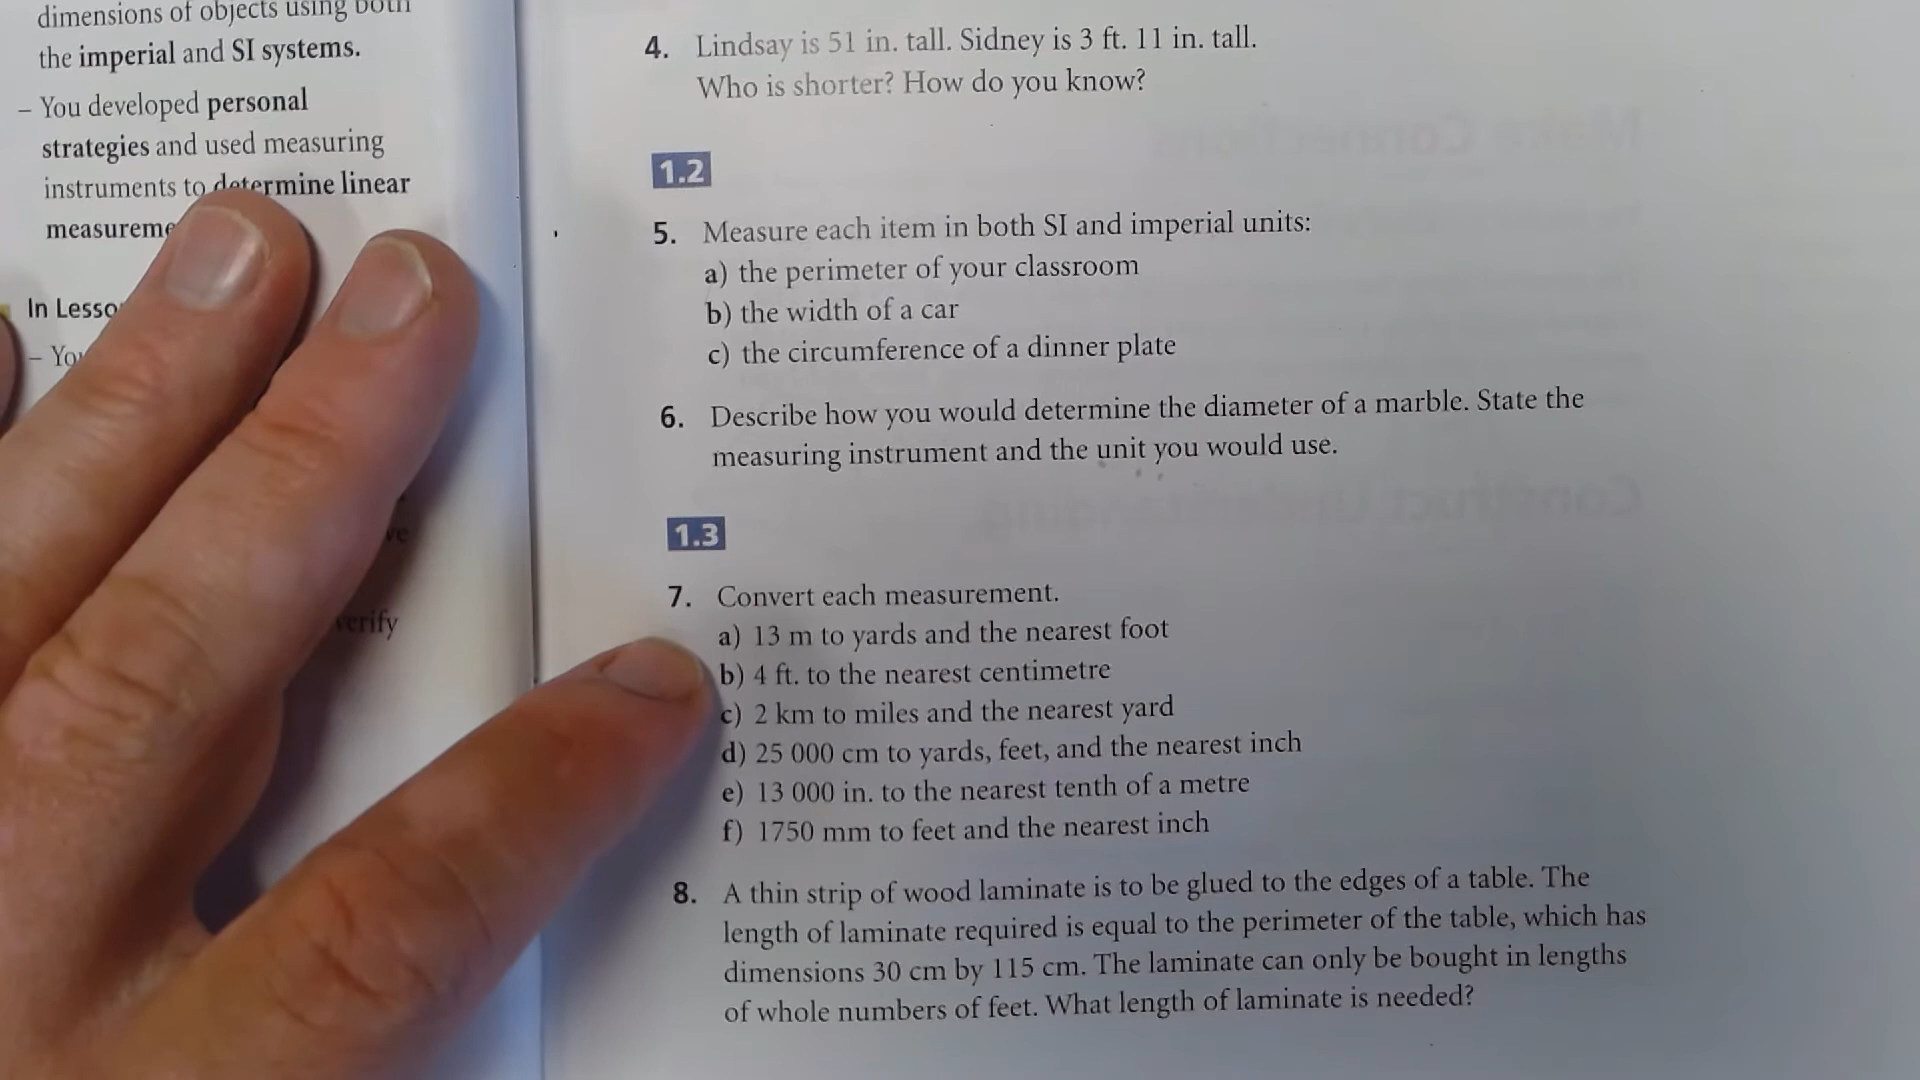 dimensions of objects using both
the imperial and SI systems.
– You developed personal
strategies and used measuring
instruments to determine linear
In Lesso
– You
ve
verify
4. Lindsay is 51 in. tall. Sidney is 3 ft. 11 in. tall.
Who is shorter? How do you know?
1.2
5. Measure each item in both SI and imperial units:
a) the perimeter of your classroom
b) the width of a car
c) the circumference of a dinner plate
6. Describe how you would determine the diameter of a marble. State the
measuring instrument and the unit you would use.
1.3
7. Convert each measurement.
a) 13 m to yards and the nearest foot
b) 4 ft. to the nearest centimetre
c) 2 km to miles and the nearest yard
d) 25 000 cm to yards, feet, and the nearest inch
e) 13 000 in. to the nearest tenth of a metre
f) 1750 mm to feet and the nearest inch
8. A thin strip of wood laminate is to be glued to the edges of a table. The
length of laminate required is equal to the perimeter of the table, which has
dimensions 30 cm by 115 cm. The laminate can only be bought in lengths
of whole numbers of feet. What length of laminate is needed?